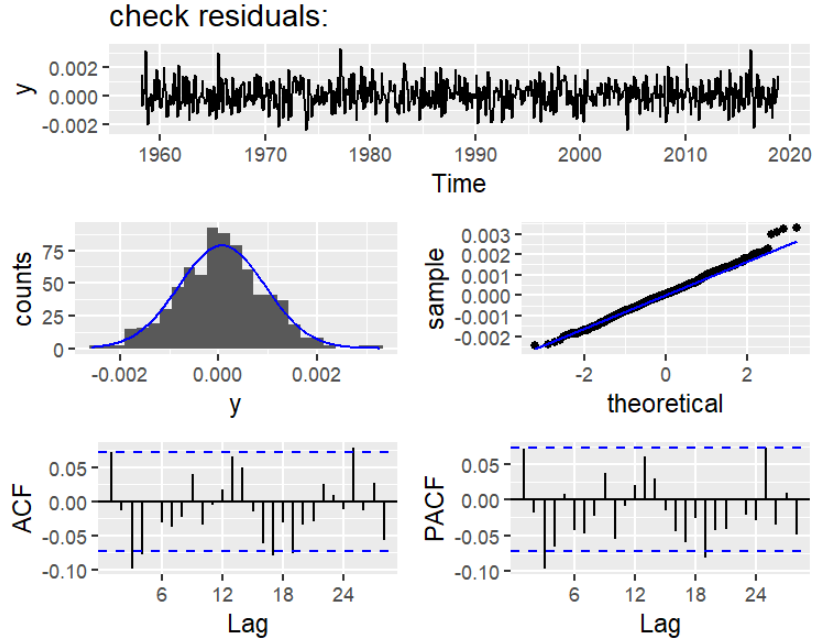 check residuals:
y
0.002
0.000
-0.002
1960 1970 1980 1990 2000 2010 2020
Time
counts
75
50
25
0
-0.002 0.000 0.002
y
sample
0.003
0.002
0.001
0.000
-0.001
-0.002
-2 0 2
theoretical
ACF
0.05
0.00
-0.05
-0.10
6 12 18 24
Lag
PACF
0.05
0.00
-0.05
-0.10
6 12 18 24
Lag